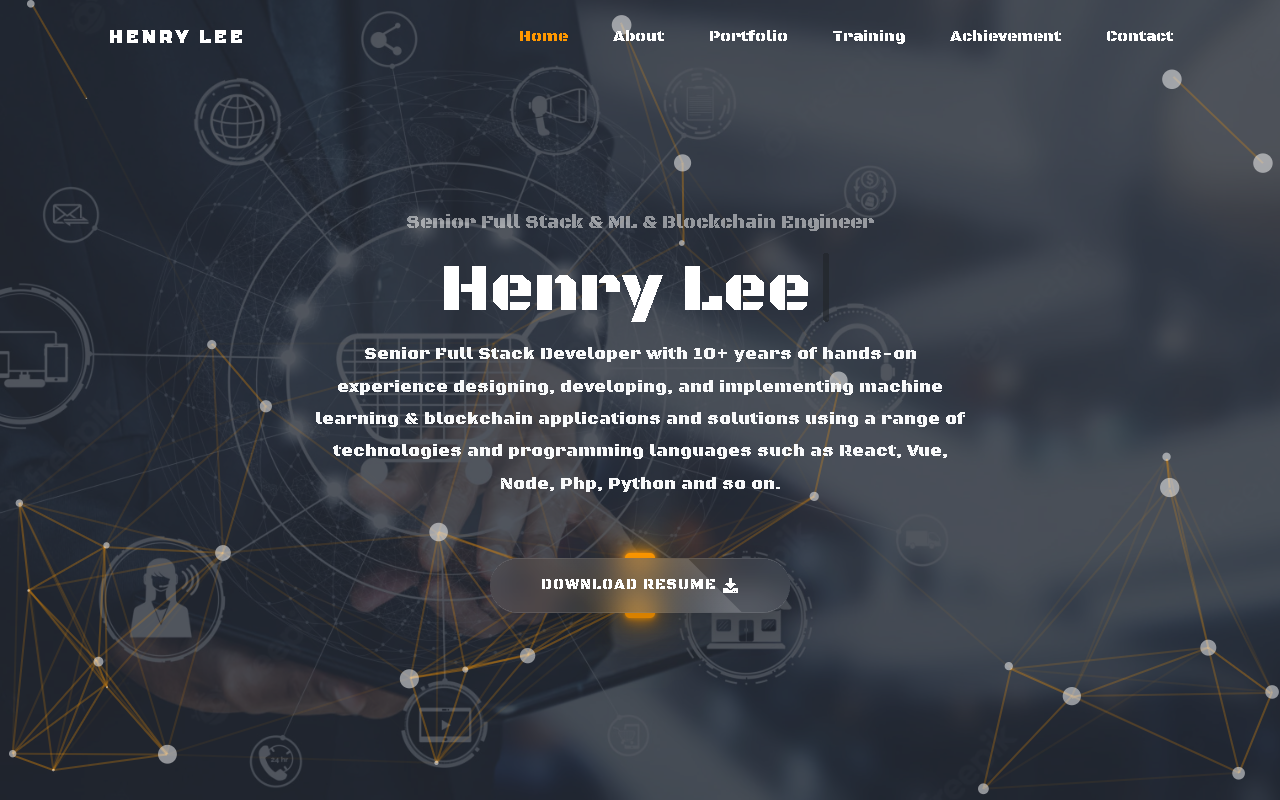 HENRY LEE
Home About Portfolio Training Achievement Contact
Senior Full Stack & ML & Blockchain Engineer
Henry Lee
Senior Full Stack Developer with 10+ years of hands-on
experience designing, developing, and implementing machine
learning & blockchain applications and solutions using a range of
technologies and programming languages such as React, Vue,
Node, Php, Python and so on.
DOWNLOAD RESUME
24 hr